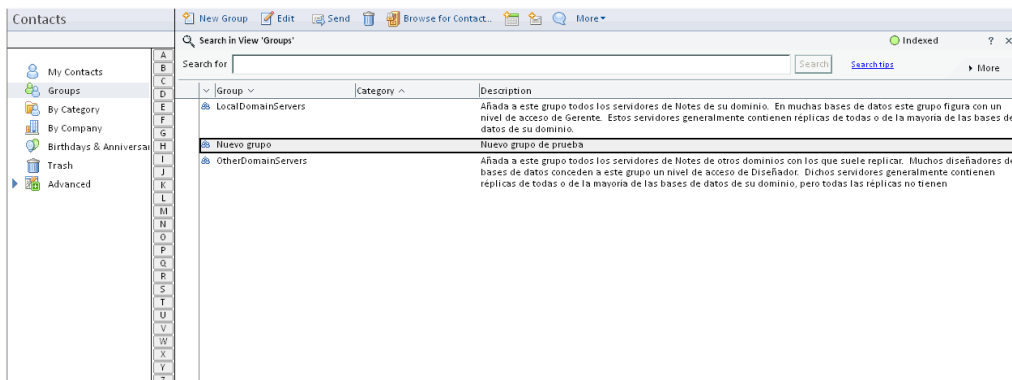 Contacts
New Group Edit Send Browse for Contact... More
Search in View 'Groups' Indexed ? ×
Search for Search Search tips More
My Contacts
Groups
By Category
By Company
Birthdays & Anniversar
Trash
Advanced
A
B
C
D
E
F
G
H
I
J
K
L
M
N
O
P
Q
R
S
T
U
V
W
X
Y
Z
Group Category Description
LocalDomainServers Añada a este grupo todos los servidores de Notes de su dominio. En muchas bases de datos este grupo figura con un
nivel de acceso de Gerente. Estos servidores generalmente contienen réplicas de todas o de la mayoría de las bases de
datos de su dominio.
Nuevo grupo Nuevo grupo de prueba
OtherDomainServers Añada a este grupo todos los servidores de Notes de otros dominios con los que suele replicar. Muchos diseñadores de
bases de datos conceden a este grupo un nivel de acceso de Diseñador. Dichos servidores generalmente contienen
réplicas de todas o de la mayoría de las bases de datos de su dominio, pero todas las réplicas no tienen